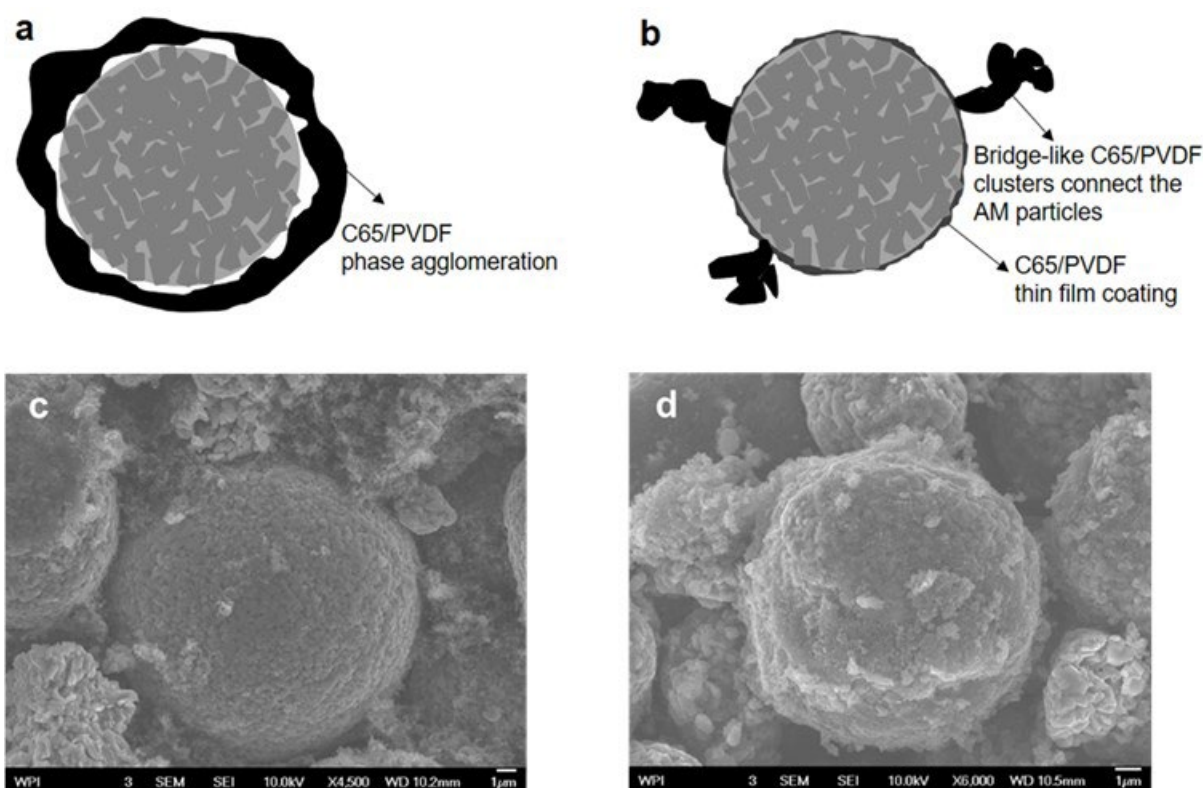 a
b
C65/PVDF
phase agglomeration
Bridge-like C65/PVDF
clusters connect the
AM particles
C65/PVDF
thin film coating
c
d
WPI 3 SEM SEI 10.0kV X4,500 WD 10.2mm 1μm
WPI 3 SEM SEI 10.0kV X6,000 WD 10.5mm 1μm